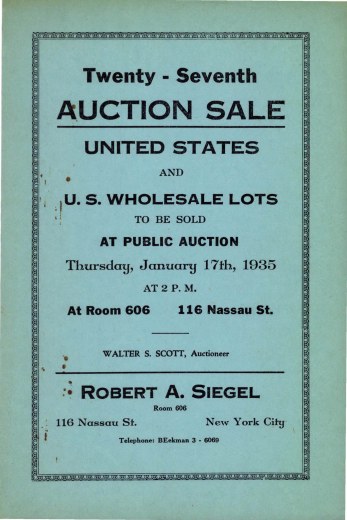 Twenty - Seventh
AUCTION SALE
UNITED STATES
AND
U. S. WHOLESALE LOTS
TO BE SOLD
AT PUBLIC AUCTION
Thursday, January 17th, 1935
AT 2 P. M.
At Room 606 116 Nassau St.
WALTER S. SCOTT, Auctioneer
ROBERT A. SIEGEL
Room 606
116 Nassau St. New York City
Telephone: BEekman 3 - 6069